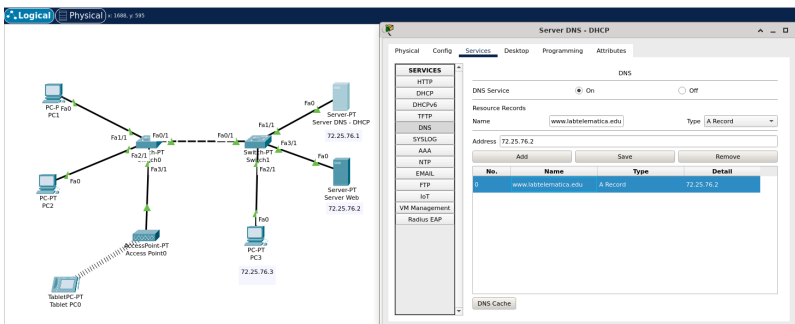 Logical Physical x: 1688, y: 595
PC-P Fa0
PC1
Fa1/1
Fa0/1
Fa2/1
h-PT
ch0
Fa3/1
Fa0
PC-PT
PC2
AccessPoint-PT
Access Point0
TabletPC-PT
Tablet PC0
Fa0/1
Fa1/1
Fa3/1
Switch-PT
Switch1
Fa2/1
Fa0
Server-PT
Server DNS - DHCP
72.25.76.1
Fa0
Server-PT
Server Web
72.25.76.2
Fa0
PC-PT
PC3
72.25.76.3
Server DNS - DHCP
Physical Config Services Desktop Programming Attributes
SERVICES
HTTP
DHCP
DHCPv6
TFTP
DNS
SYSLOG
AAA
NTP
EMAIL
FTP
IoT
VM Management
Radius EAP
DNS
DNS Service On Off
Resource Records
Name www.labtelematica.edu Type A Record
Address 72.25.76.2
Add Save Remove
No. Name Type Detail
0 www.labtelematica.edu A Record 72.25.76.2
DNS Cache